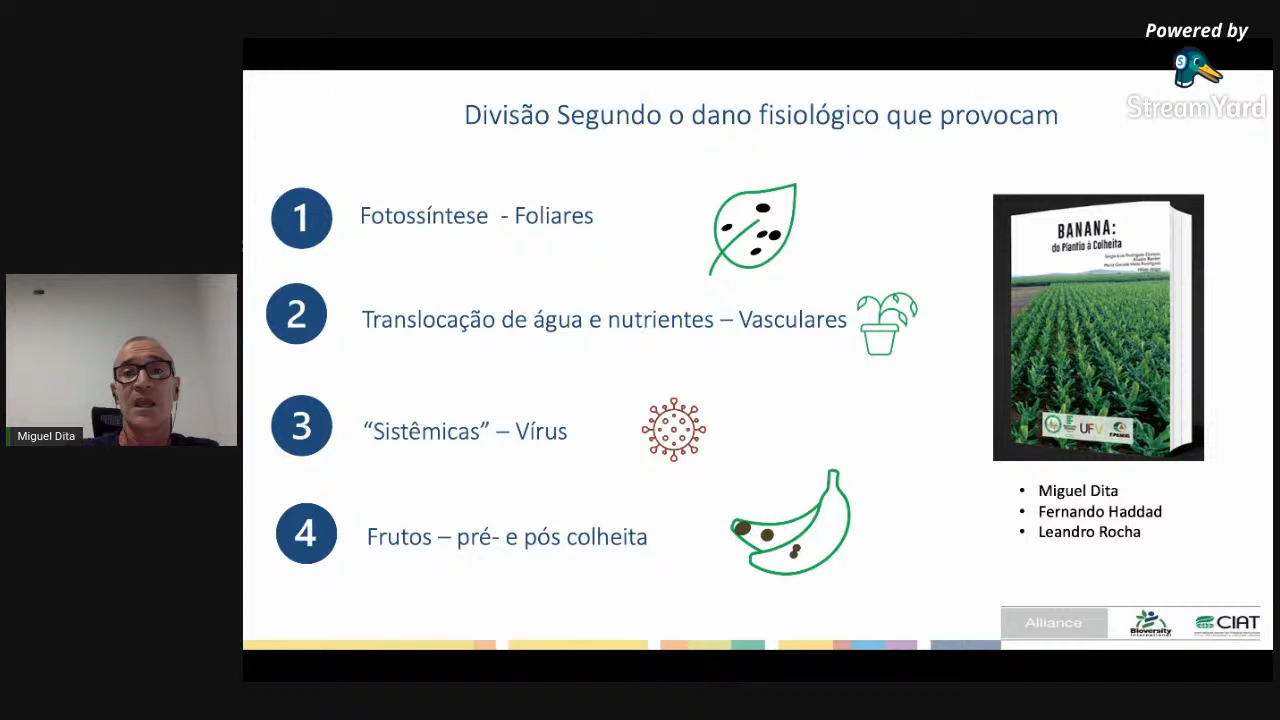 Powered by
StreamYard
Divisão Segundo o dano fisiológico que provocam
1
Fotossíntese - Foliares
2
Translocação de água e nutrientes – Vasculares
3
“Sistêmicas” – Vírus
4
Frutos – pré- e pós colheita
BANANA:
do Plantio à Colheita
UFV
• Miguel Dita
• Fernando Haddad
• Leandro Rocha
Miguel Dita
Alliance
Bioversity
International
CIAT